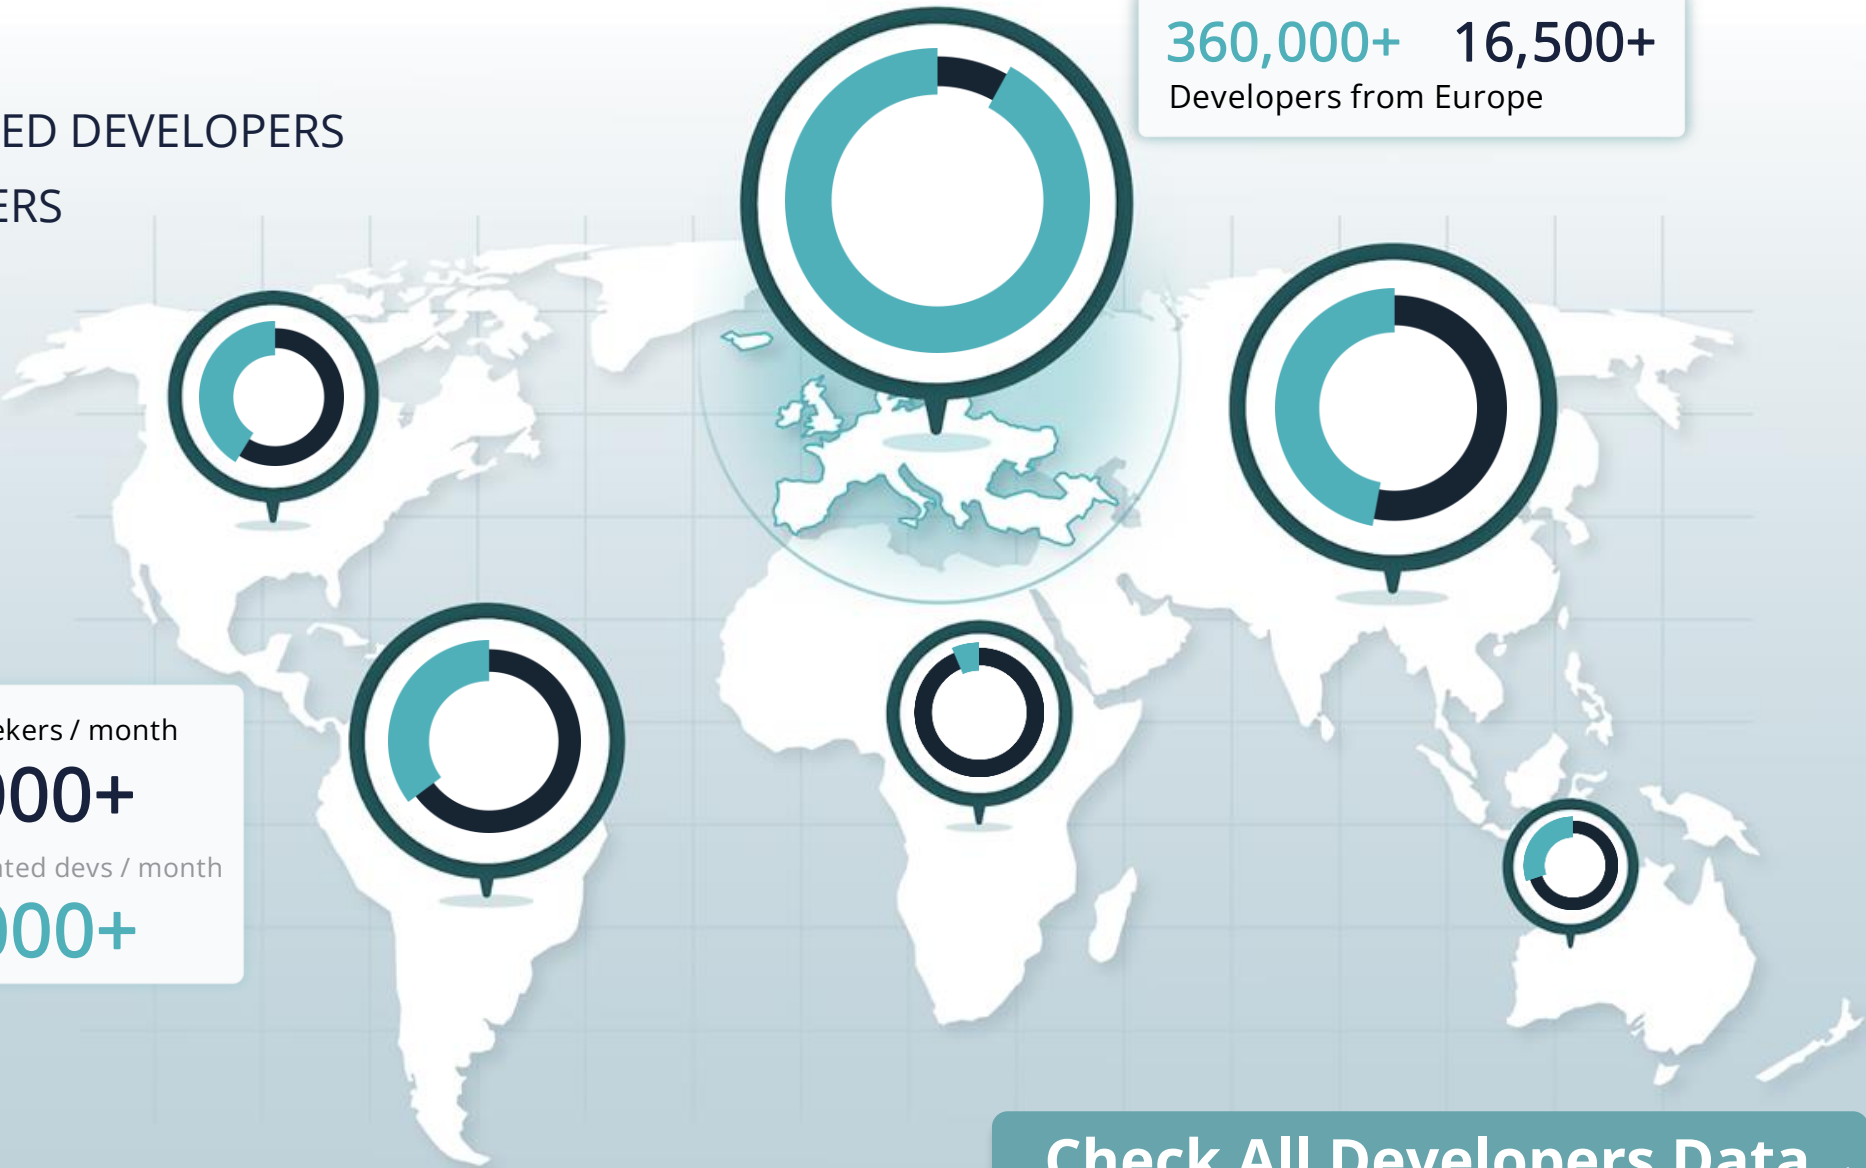 360,000+ 16,500+
Developers from Europe
ED DEVELOPERS
ERS
ekers / month
000+
ated devs / month
000+
Check All Developers Data